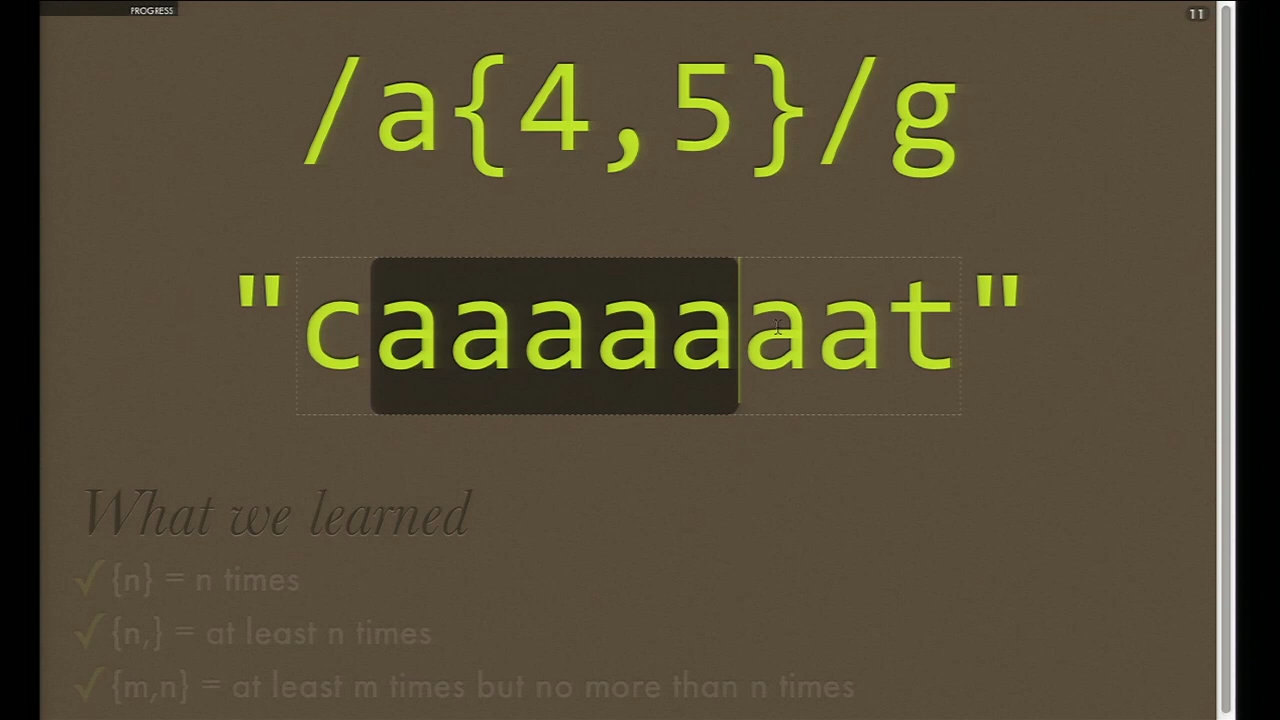 PROGRESS
11
/a{4,5}/g
"caaaaaaat"
What we learned
✓ {n} = n times
✓ {n,} = at least n times
✓ {m,n} = at least m times but no more than n times